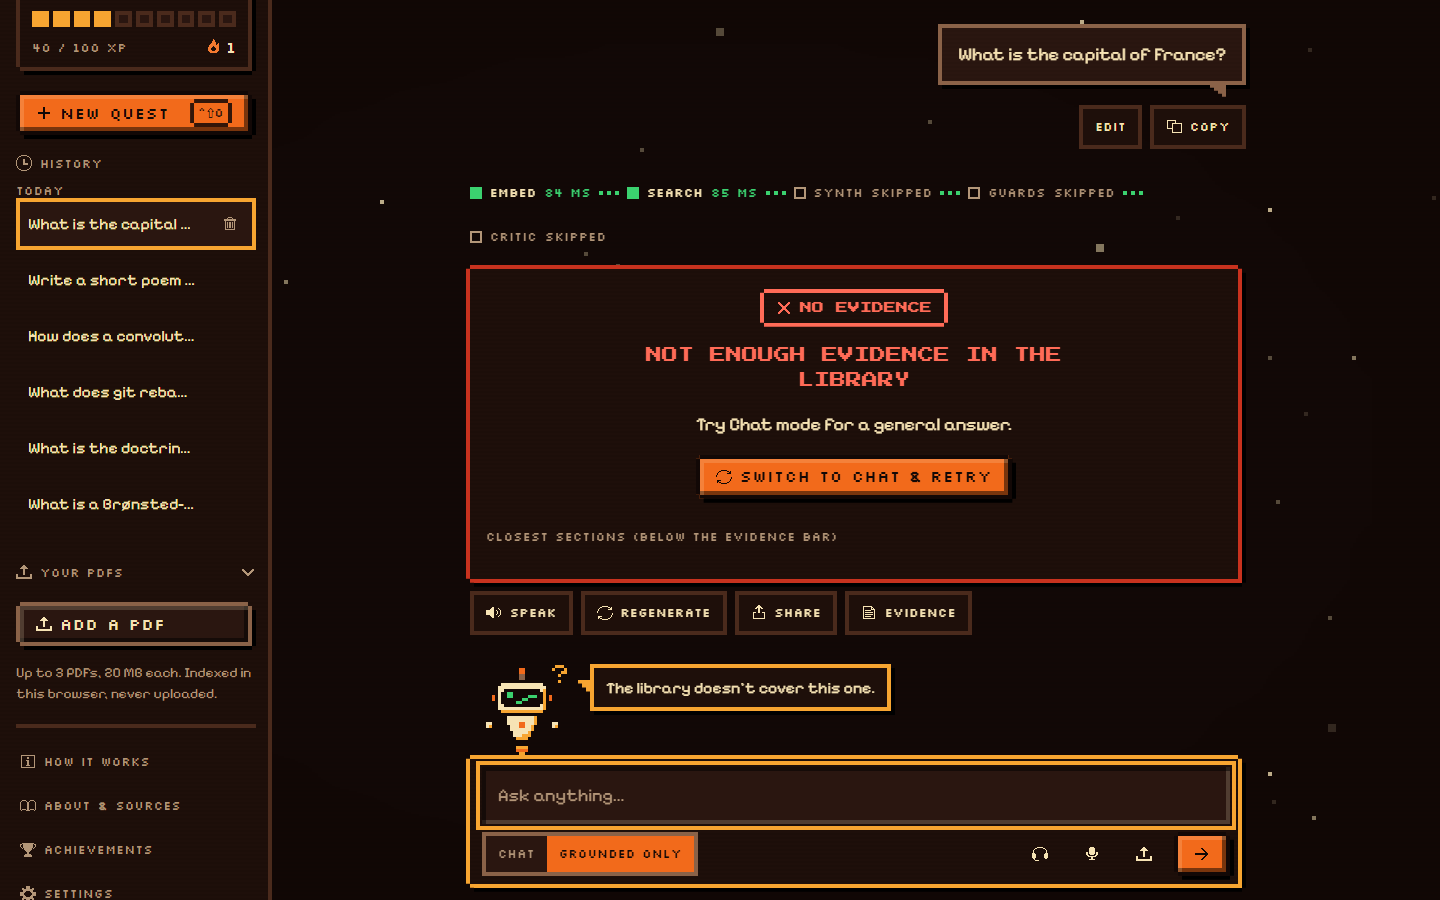 40 / 100 XP
1
+ NEW QUEST ^⇧O
HISTORY
TODAY
What is the capital ...
Write a short poem ...
How does a convolut...
What does git reba...
What is the doctrin...
What is a Brønsted-...
YOUR PDFS
ADD A PDF
Up to 3 PDFs, 20 MB each. Indexed in
this browser, never uploaded.
HOW IT WORKS
ABOUT & SOURCES
ACHIEVEMENTS
SETTINGS
What is the capital of France?
EDIT
COPY
EMBED 84 MS SEARCH 85 MS SYNTH SKIPPED GUARDS SKIPPED
CRITIC SKIPPED
NO EVIDENCE
NOT ENOUGH EVIDENCE IN THE
LIBRARY
Try Chat mode for a general answer.
SWITCH TO CHAT & RETRY
CLOSEST SECTIONS (BELOW THE EVIDENCE BAR)
SPEAK
REGENERATE
SHARE
EVIDENCE
?
The library doesn't cover this one.
Ask anything...
CHAT
GROUNDED ONLY